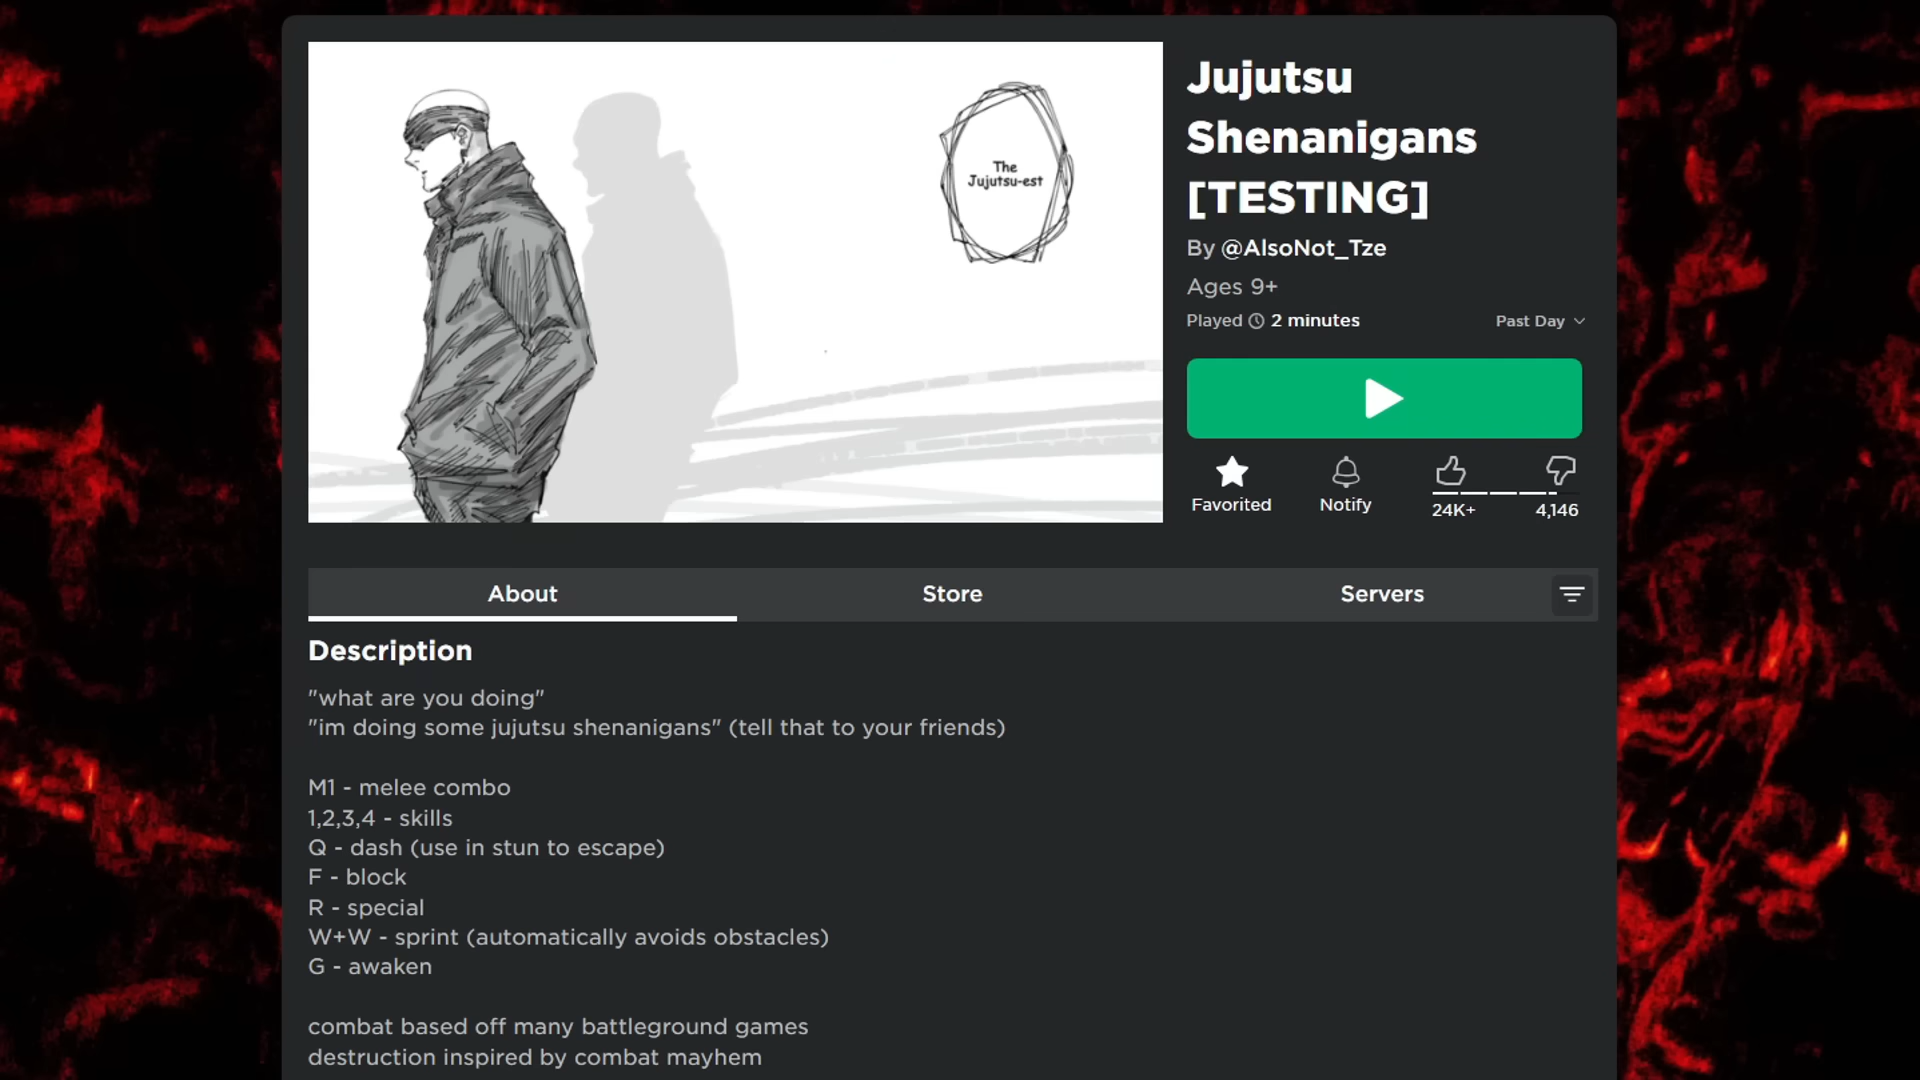 The
Jujutsu-est
Jujutsu
Shenanigans
[TESTING]
By @AlsoNot_Tze
Ages 9+
Played 2 minutes
Past Day
Favorited
Notify
24K+
4,146
About
Store
Servers
Description
"what are you doing"
"im doing some jujutsu shenanigans" (tell that to your friends)
M1 - melee combo
1,2,3,4 - skills
Q - dash (use in stun to escape)
F - block
R - special
W+W - sprint (automatically avoids obstacles)
G - awaken
combat based off many battleground games
destruction inspired by combat mayhem